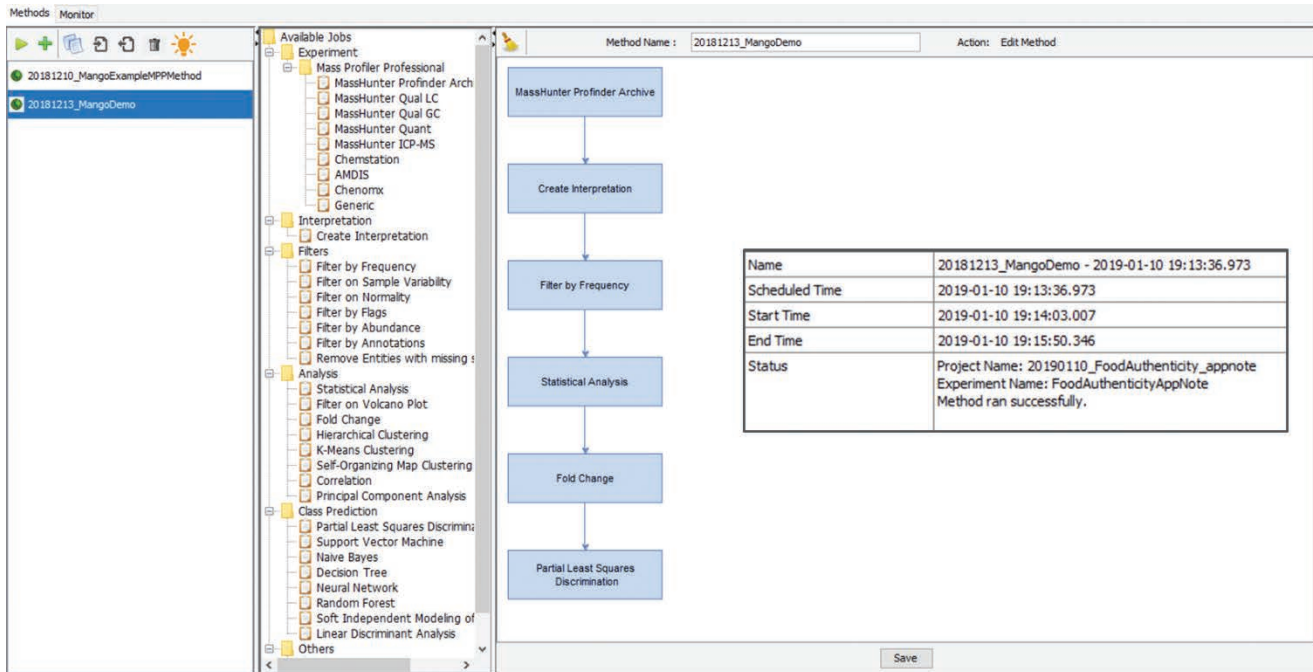 Methods Monitor
20181210_MangoExampleMPPMethod
20181213_MangoDemo
Available Jobs
Experiment
Mass Profiler Professional
MassHunter Profinder Arch
MassHunter Qual LC
MassHunter Qual GC
MassHunter Quant
MassHunter ICP-MS
Chemstation
AMDIS
Chenomx
Generic
Interpretation
Create Interpretation
Filters
Filter by Frequency
Filter on Sample Variability
Filter on Normality
Filter by Flags
Filter by Abundance
Filter by Annotations
Remove Entities with missing s
Analysis
Statistical Analysis
Filter on Volcano Plot
Fold Change
Hierarchical Clustering
K-Means Clustering
Self-Organizing Map Clustering
Correlation
Principal Component Analysis
Class Prediction
Partial Least Squares Discrimina
Support Vector Machine
Naive Bayes
Decision Tree
Neural Network
Random Forest
Soft Independent Modeling of
Linear Discriminant Analysis
Others
Method Name : 20181213_MangoDemo Action: Edit Method
MassHunter Profinder Archive
Create Interpretation
Filter by Frequency
Statistical Analysis
Fold Change
Partial Least Squares
Discrimination
Name 20181213_MangoDemo - 2019-01-10 19:13:36.973
Scheduled Time 2019-01-10 19:13:36.973
Start Time 2019-01-10 19:14:03.007
End Time 2019-01-10 19:15:50.346
Status Project Name: 20190110_FoodAuthenticity_appnote
Experiment Name: FoodAuthenticityAppNote
Method ran successfully.
Save